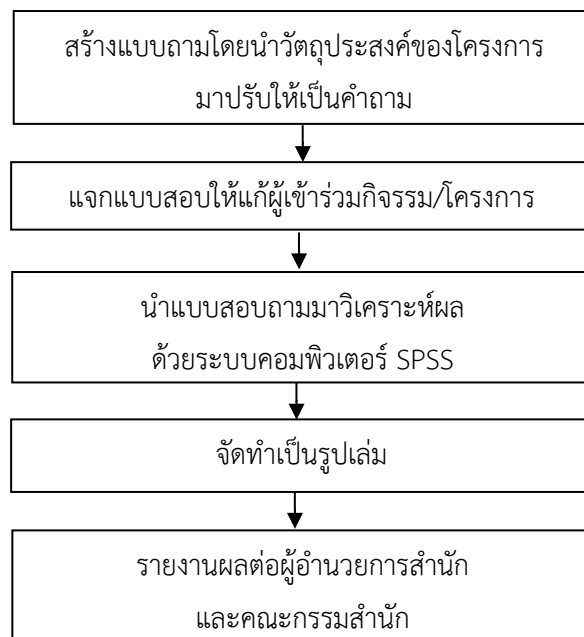 สร้างแบบถามโดยนำวัตถุประสงค์ของโครงการ
มาปรับให้เป็นคำถาม
แจกแบบสอบให้แก้ผู้เข้าร่วมกิจรรม/โครงการ
นำแบบสอบถามมาวิเคราะห์ผล
ด้วยระบบคอมพิวเตอร์ SPSS
จัดทำเป็นรูปเล่ม
รายงานผลต่อผู้อำนวยการสำนัก
และคณะกรรมสำนัก